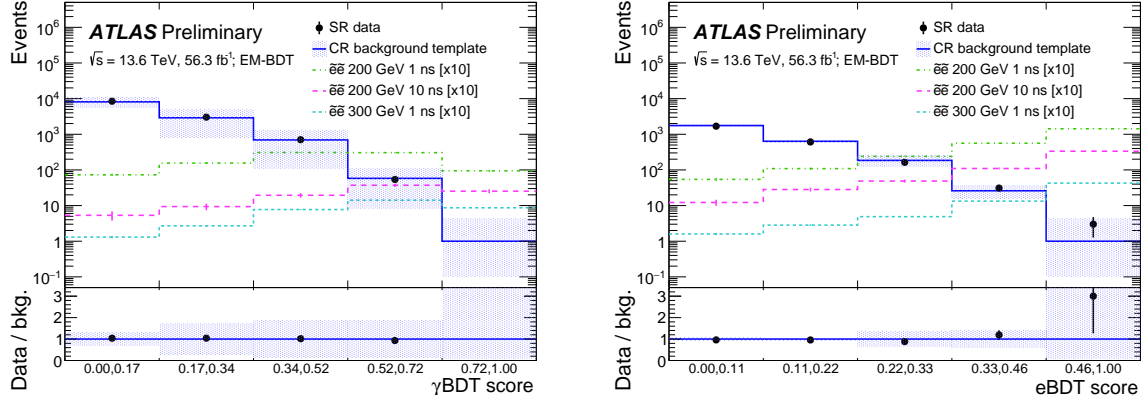 Events
10⁶
10⁵
10⁴
10³
10²
10
1
10⁻¹
ATLAS Preliminary
√s = 13.6 TeV, 56.3 fb⁻¹; EM-BDT
SR data
CR background template
ẽẽ 200 GeV 1 ns [x10]
ẽẽ 200 GeV 10 ns [x10]
ẽẽ 300 GeV 1 ns [x10]
Data / bkg.
3
2
1
0
0.00,0.17 0.17,0.34 0.34,0.52 0.52,0.72 0.72,1.00
γBDT score
Events
10⁶
10⁵
10⁴
10³
10²
10
1
10⁻¹
ATLAS Preliminary
√s = 13.6 TeV, 56.3 fb⁻¹; EM-BDT
SR data
CR background template
ẽẽ 200 GeV 1 ns [x10]
ẽẽ 200 GeV 10 ns [x10]
ẽẽ 300 GeV 1 ns [x10]
Data / bkg.
3
2
1
0
0.00,0.11 0.11,0.22 0.22,0.33 0.33,0.46 0.46,1.00
eBDT score